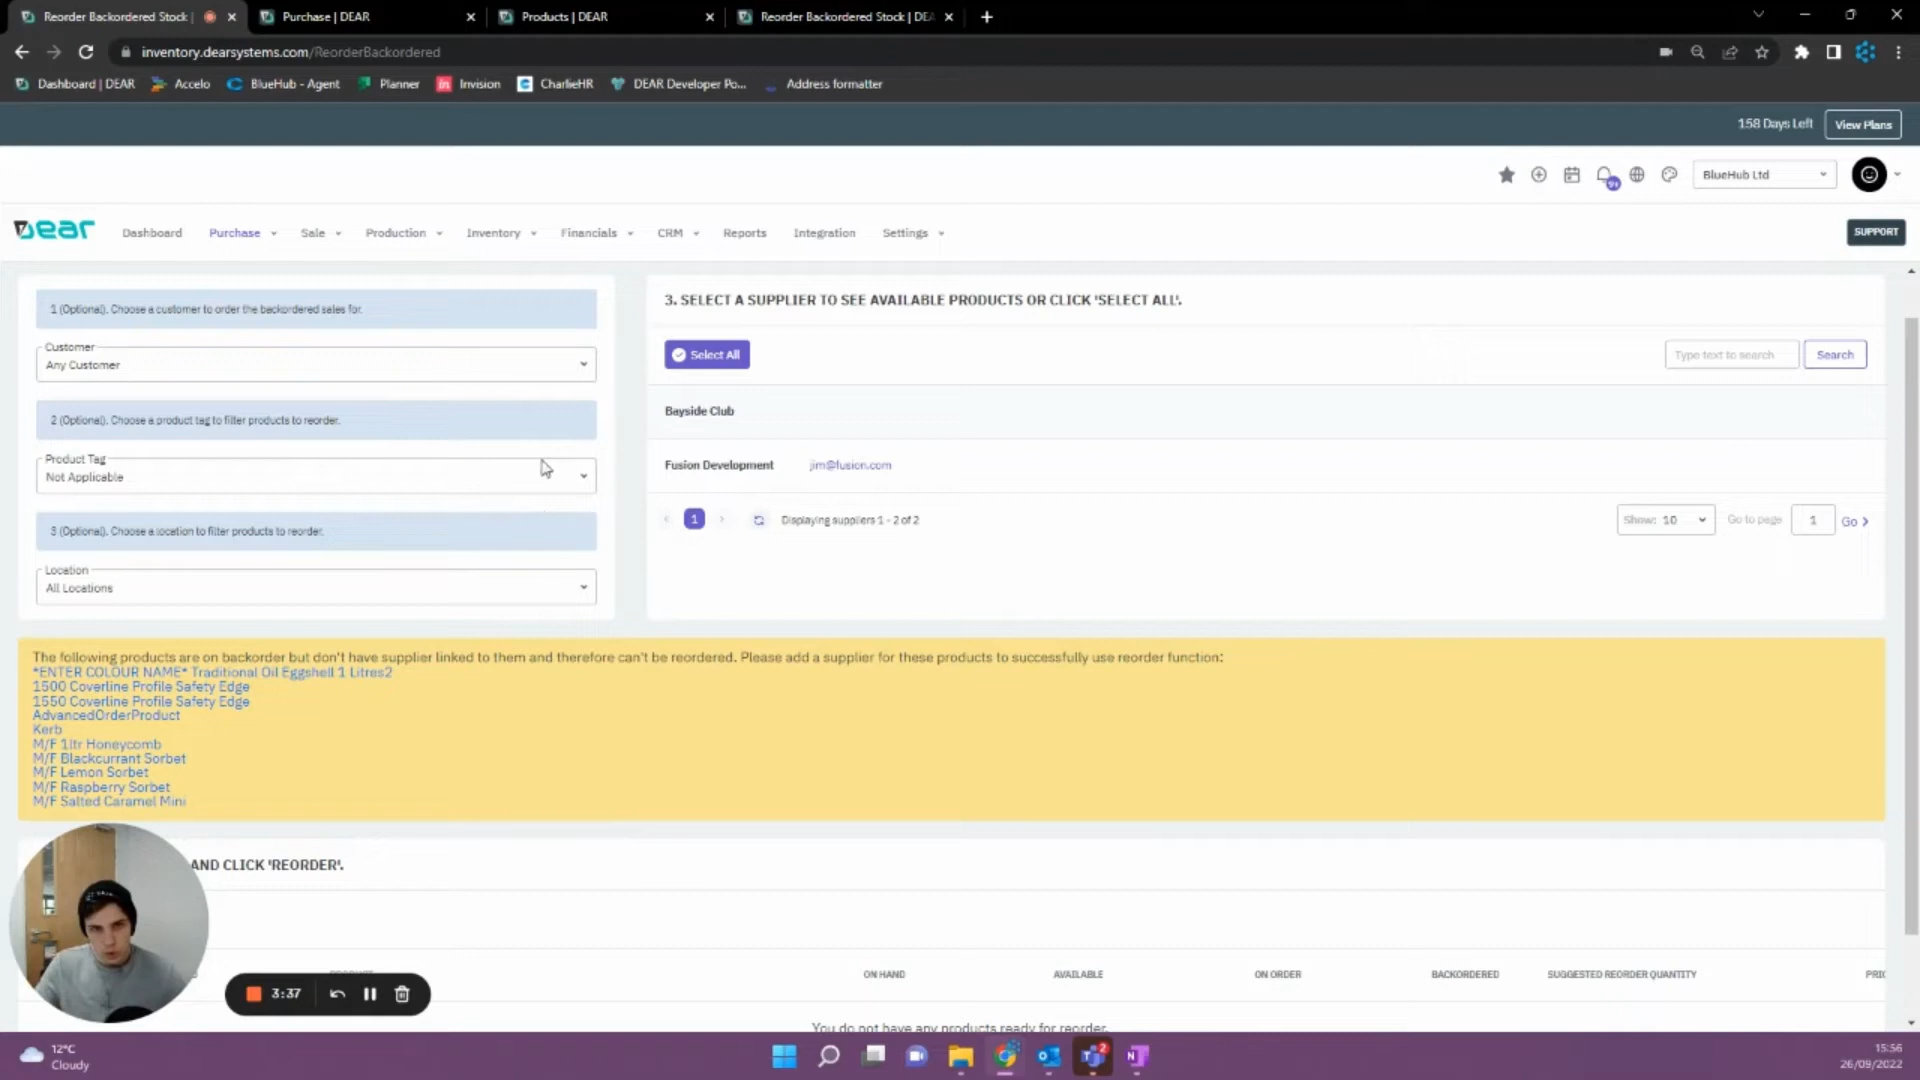 Reorder Backordered Stock |
Purchase | DEAR
Products | DEAR
Reorder Backordered Stock | DEA
inventory.dearsystems.com/ReorderBackordered
Dashboard | DEAR
Accelo
BlueHub - Agent
Planner
in
Invision
CharlieHR
DEAR Developer Po...
Address formatter
158 Days Left
View Plans
9+
BlueHub Ltd
Dear
Dashboard
Purchase
Sale
Production
Inventory
Financials
CRM
Reports
Integration
Settings
SUPPORT
1 (Optional). Choose a customer to order the backordered sales for.
Customer
Any Customer
2 (Optional). Choose a product tag to filter products to reorder.
Product Tag
Not Applicable
3 (Optional). Choose a location to filter products to reorder.
Location
All Locations
3. SELECT A SUPPLIER TO SEE AVAILABLE PRODUCTS OR CLICK 'SELECT ALL'.
Select All
Type text to search
Search
Bayside Club
Fusion Development jim@fusion.com
1
Displaying suppliers 1 - 2 of 2
Show: 10
Go to page
1
Go
The following products are on backorder but don't have supplier linked to them and therefore can't be reordered. Please add a supplier for these products to successfully use reorder function:
*ENTER COLOUR NAME* Traditional Oil Eggshell 1 Litres2
1500 Coverline Profile Safety Edge
1550 Coverline Profile Safety Edge
AdvancedOrderProduct
Kerb
M/F 1ltr Honeycomb
M/F Blackcurrant Sorbet
M/F Lemon Sorbet
M/F Raspberry Sorbet
M/F Salted Caramel Mini
AND CLICK 'REORDER'.
ON HAND
AVAILABLE
ON ORDER
BACKORDERED
SUGGESTED REORDER QUANTITY
PRIC
3:37
You do not have any products ready for reorder.
12°C
Cloudy
2
15:56
26/09/2022